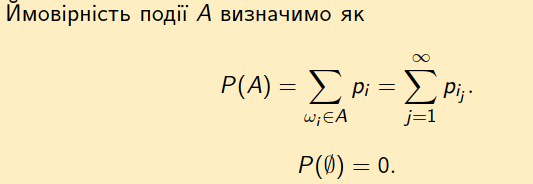 Ймовірність події A визначимо як
P(A) = ∑_{ω_i∈A} p_i = ∑_{j=1}^{∞} p_{i_j}.
P(∅) = 0.